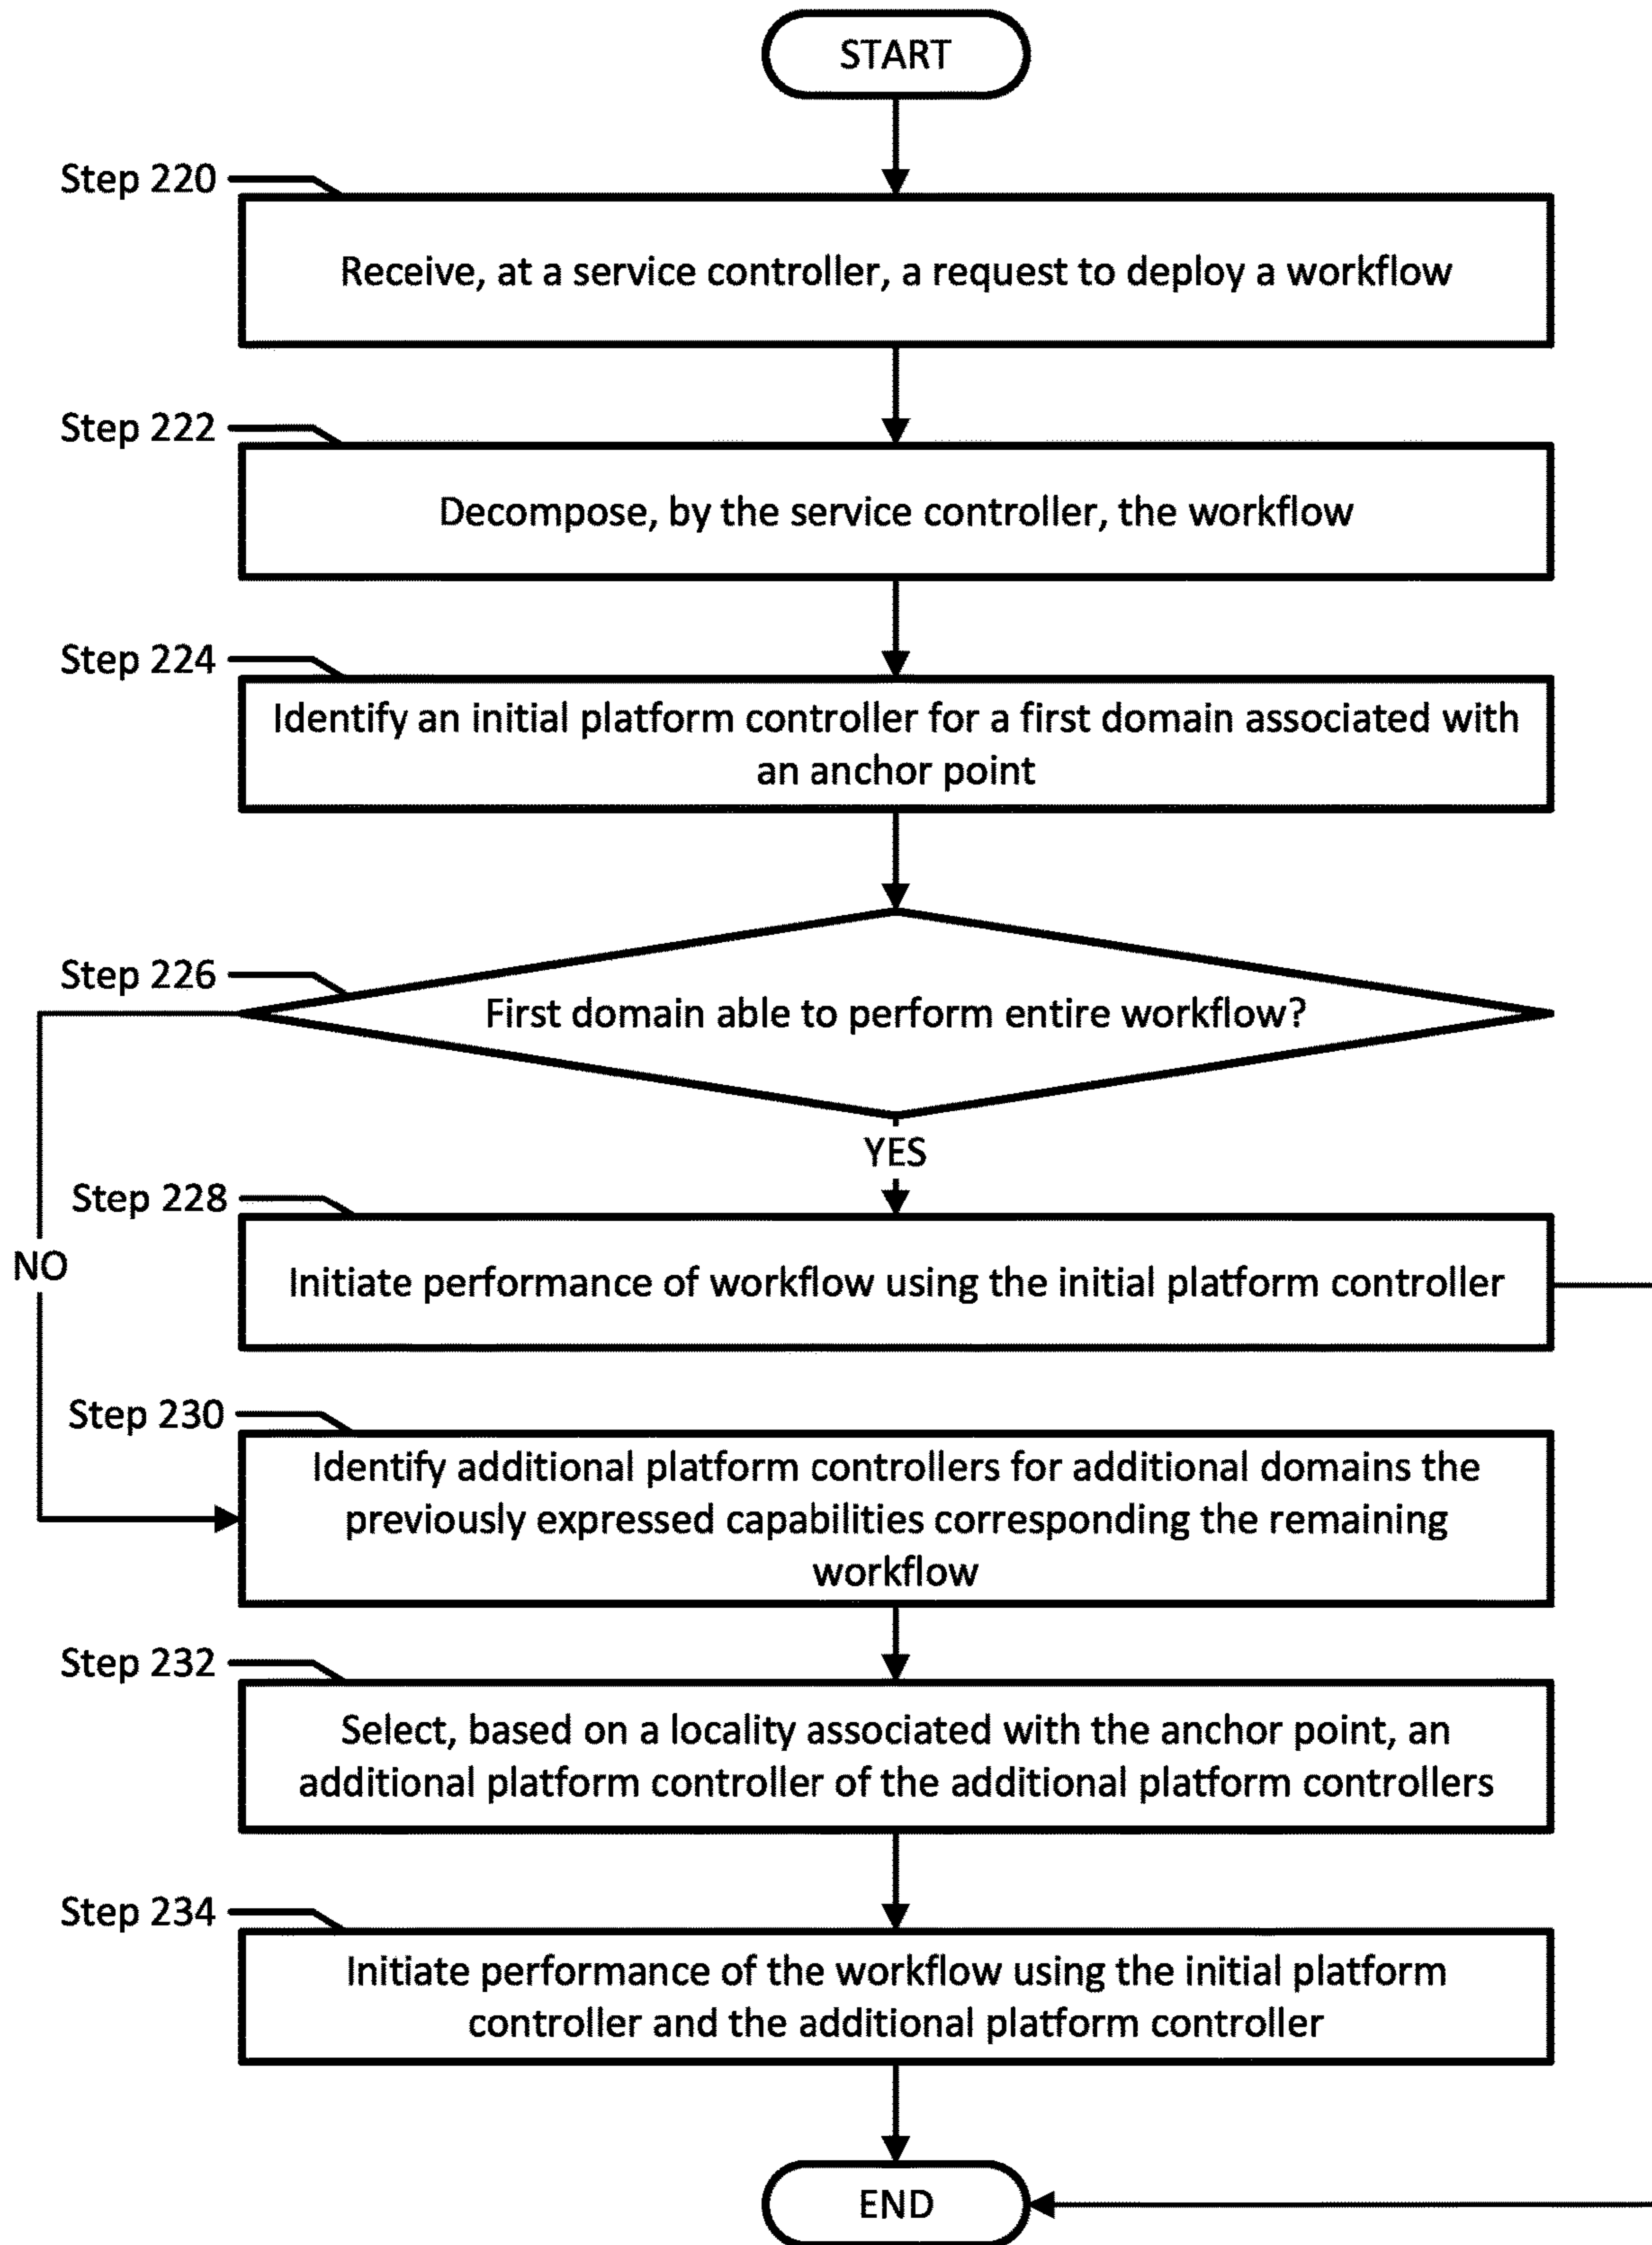 START
Step 220
Receive, at a service controller, a request to deploy a workflow
Step 222
Decompose, by the service controller, the workflow
Step 224
Identify an initial platform controller for a first domain associated with
an anchor point
Step 226
First domain able to perform entire workflow?
YES
Step 228
NO
Initiate performance of workflow using the initial platform controller
Step 230
Identify additional platform controllers for additional domains the
previously expressed capabilities corresponding the remaining
workflow
Step 232
Select, based on a locality associated with the anchor point, an
additional platform controller of the additional platform controllers
Step 234
Initiate performance of the workflow using the initial platform
controller and the additional platform controller
END